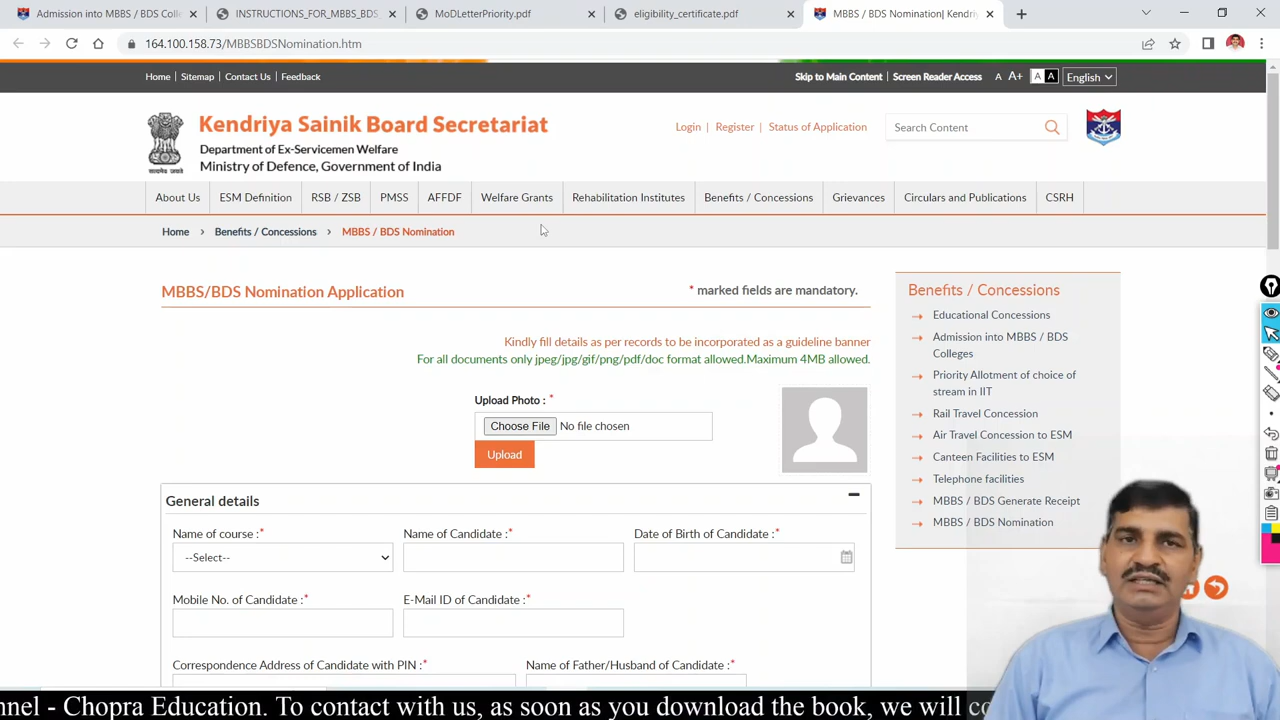 Admission into MBBS / BDS Colle
INSTRUCTIONS_FOR_MBBS_BDS_
MoDLetterPriority.pdf
eligibility_certificate.pdf
MBBS / BDS Nomination| Kendriy
164.100.158.73/MBBSBDSNomination.htm
Home | Sitemap | Contact Us | Feedback
Skip to Main Content | Screen Reader Access A A+ A A English
Kendriya Sainik Board Secretariat
Department of Ex-Servicemen Welfare
Ministry of Defence, Government of India
सत्यमेव जयते
Login | Register | Status of Application
Search Content
About Us ESM Definition RSB / ZSB PMSS AFFDF Welfare Grants Rehabilitation Institutes Benefits / Concessions Grievances Circulars and Publications CSRH
Home › Benefits / Concessions › MBBS / BDS Nomination
MBBS/BDS Nomination Application
* marked fields are mandatory.
Kindly fill details as per records to be incorporated as a guideline banner
For all documents only jpeg/jpg/gif/png/pdf/doc format allowed.Maximum 4MB allowed.
Upload Photo : *
Choose File No file chosen
Upload
General details
Name of course : * Name of Candidate : * Date of Birth of Candidate : *
--Select--
Mobile No. of Candidate : * E-Mail ID of Candidate : *
Correspondence Address of Candidate with PIN : * Name of Father/Husband of Candidate : *
Benefits / Concessions
Educational Concessions
Admission into MBBS / BDS
Colleges
Priority Allotment of choice of
stream in IIT
Rail Travel Concession
Air Travel Concession to ESM
Canteen Facilities to ESM
Telephone facilities
MBBS / BDS Generate Receipt
MBBS / BDS Nomination
nnel - Chopra Education. To contact with us, as soon as you download the book, we will co